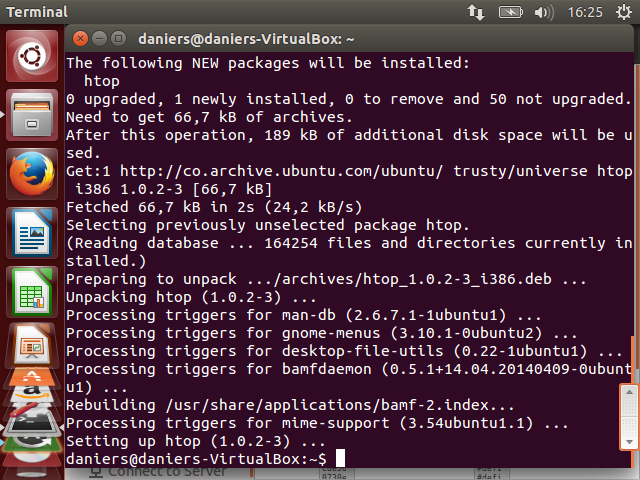 Terminal
16:25
daniers@daniers-VirtualBox: ~
The following NEW packages will be installed:
htop
0 upgraded, 1 newly installed, 0 to remove and 50 not upgraded.
Need to get 66,7 kB of archives.
After this operation, 189 kB of additional disk space will be u
sed.
Get:1 http://co.archive.ubuntu.com/ubuntu/ trusty/universe htop
i386 1.0.2-3 [66,7 kB]
Fetched 66,7 kB in 2s (24,2 kB/s)
Selecting previously unselected package htop.
(Reading database ... 164254 files and directories currently in
stalled.)
Preparing to unpack .../archives/htop_1.0.2-3_i386.deb ...
Unpacking htop (1.0.2-3) ...
Processing triggers for man-db (2.6.7.1-1ubuntu1) ...
Processing triggers for gnome-menus (3.10.1-0ubuntu2) ...
Processing triggers for desktop-file-utils (0.22-1ubuntu1) ...
Processing triggers for bamfdaemon (0.5.1+14.04.20140409-0ubunt
u1) ...
Rebuilding /usr/share/applications/bamf-2.index...
Processing triggers for mime-support (3.54ubuntu1.1) ...
Setting up htop (1.0.2-3) ...
daniers@daniers-VirtualBox:~$
Connect to Server